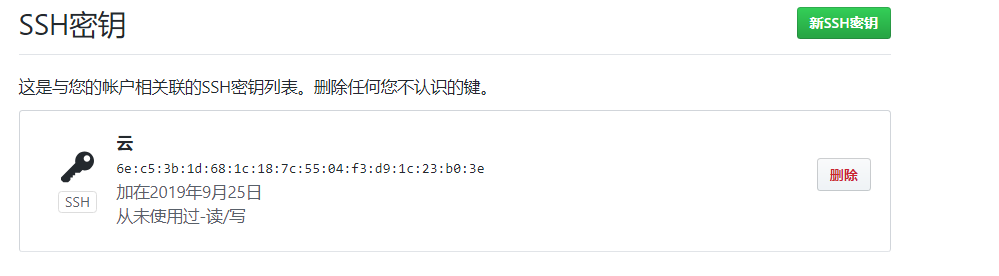 SSH密钥
新SSH密钥
这是与您的帐户相关联的SSH密钥列表。删除任何您不认识的键。
云
6e:c5:3b:1d:68:1c:18:7c:55:04:f3:d9:1c:23:b0:3e
SSH
加在2019年9月25日
从未使用过-读/写
删除